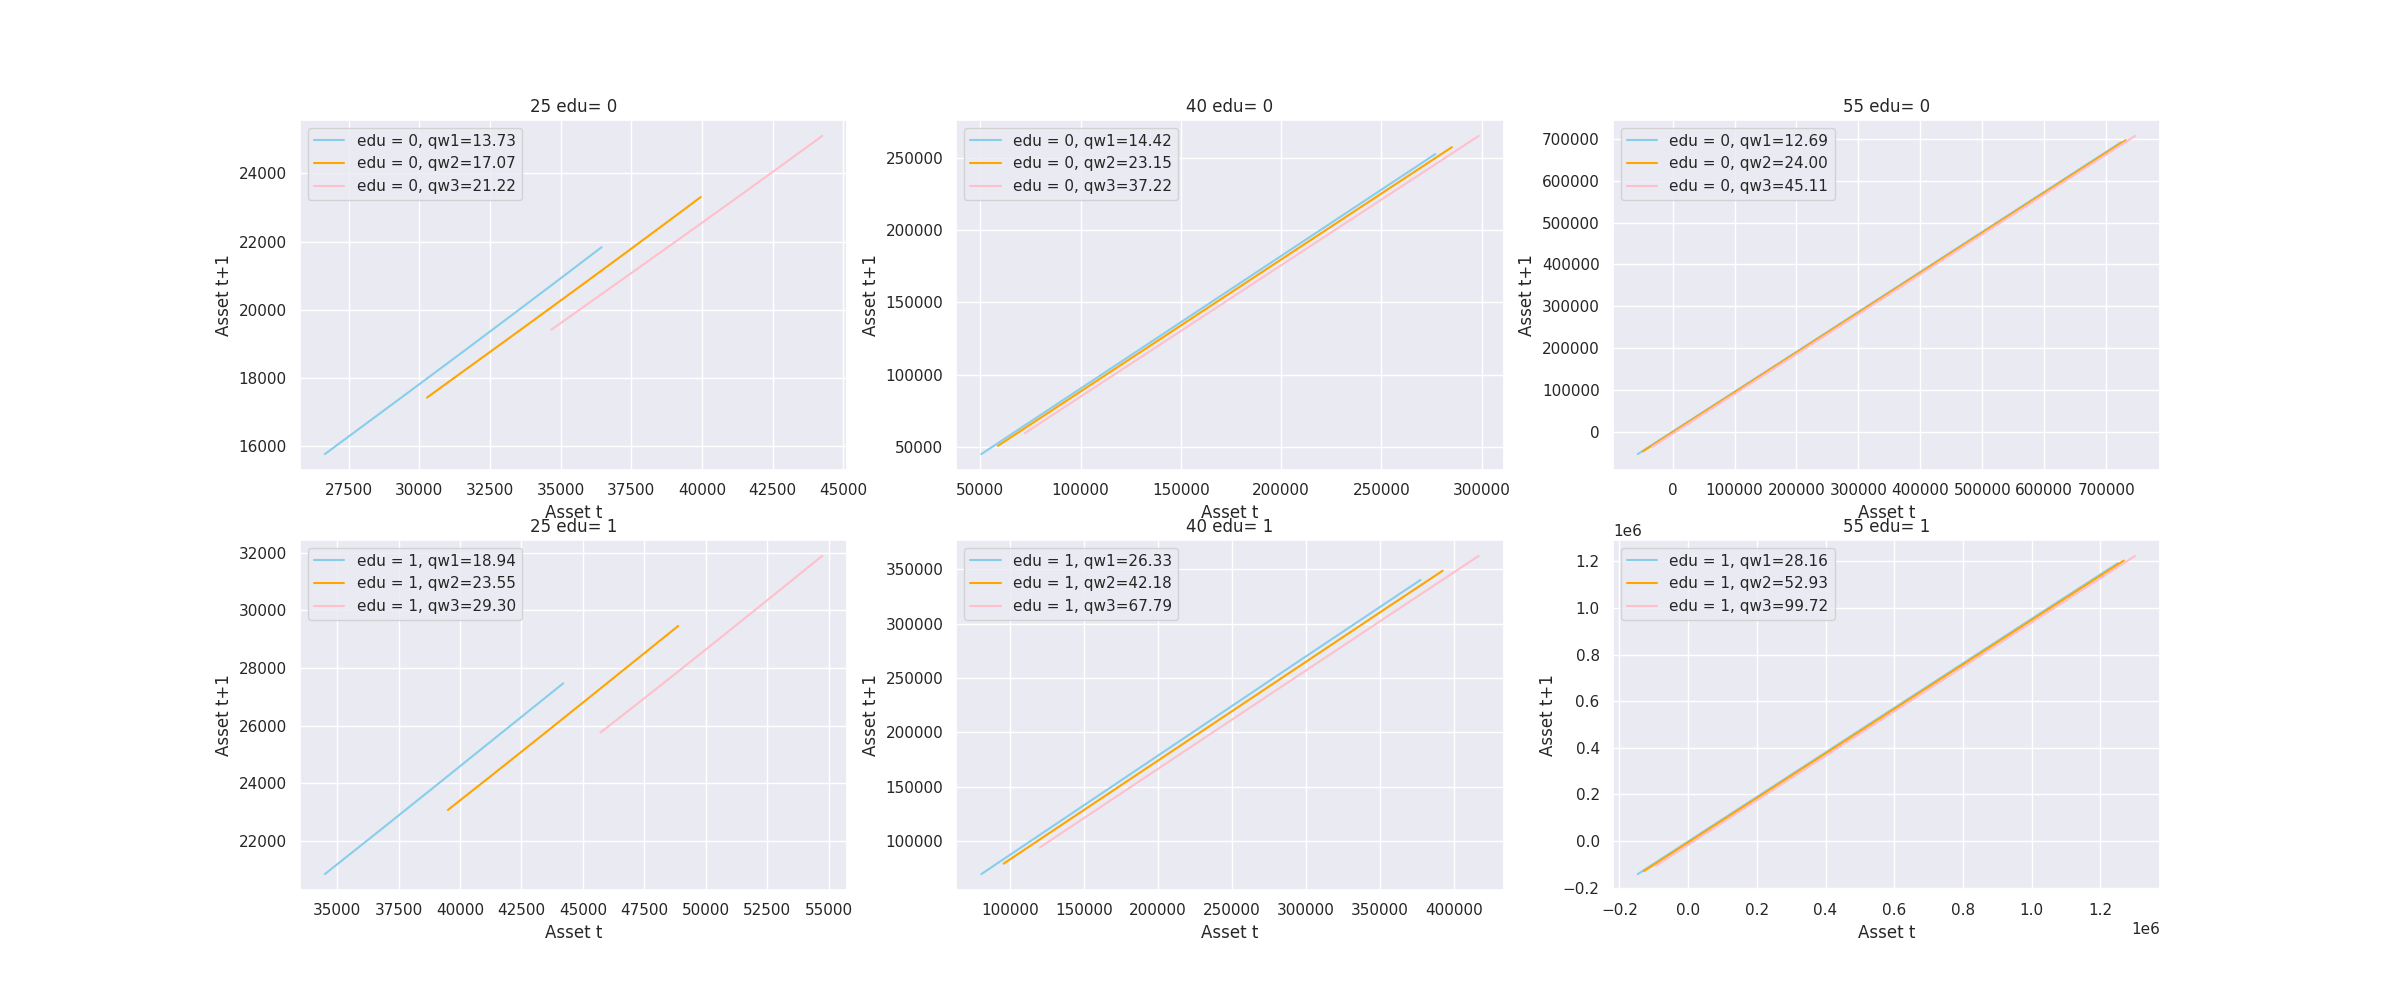 25 edu= 0
edu = 0, qw1=13.73
edu = 0, qw2=17.07
edu = 0, qw3=21.22
Asset t+1
24000
22000
20000
18000
16000
27500 30000 32500 35000 37500 40000 42500 45000
Asset t
40 edu= 0
edu = 0, qw1=14.42
edu = 0, qw2=23.15
edu = 0, qw3=37.22
Asset t+1
250000
200000
150000
100000
50000
50000 100000 150000 200000 250000 300000
Asset t
55 edu= 0
edu = 0, qw1=12.69
edu = 0, qw2=24.00
edu = 0, qw3=45.11
Asset t+1
700000
600000
500000
400000
300000
200000
100000
0
0 100000 200000 300000 400000 500000 600000 700000
Asset t
25 edu= 1
edu = 1, qw1=18.94
edu = 1, qw2=23.55
edu = 1, qw3=29.30
Asset t+1
32000
30000
28000
26000
24000
22000
35000 37500 40000 42500 45000 47500 50000 52500 55000
Asset t
40 edu= 1
edu = 1, qw1=26.33
edu = 1, qw2=42.18
edu = 1, qw3=67.79
Asset t+1
350000
300000
250000
200000
150000
100000
100000 150000 200000 250000 300000 350000 400000
Asset t
55 edu= 1
1e6
edu = 1, qw1=28.16
edu = 1, qw2=52.93
edu = 1, qw3=99.72
Asset t+1
1.2
1.0
0.8
0.6
0.4
0.2
0.0
−0.2
−0.2 0.0 0.2 0.4 0.6 0.8 1.0 1.2
1e6
Asset t